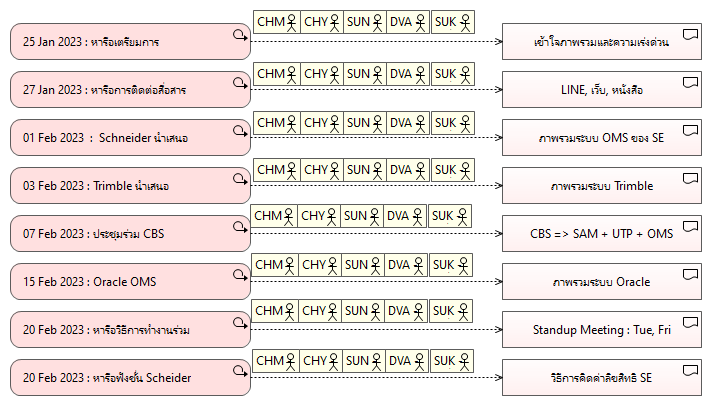 CHM CHY SUN DVA SUK
25 Jan 2023 : หารือเตรียมการ
เข้าใจภาพรวมและความเร่งด่วน
CHM CHY SUN DVA SUK
27 Jan 2023 : หารือการติดต่อสื่อสาร
LINE, เว็บ, หนังสือ
CHM CHY SUN DVA SUK
01 Feb 2023 : Schneider นำเสนอ
ภาพรวมระบบ OMS ของ SE
CHM CHY SUN DVA SUK
03 Feb 2023 : Trimble นำเสนอ
ภาพรวมระบบ Trimble
CHM CHY SUN DVA SUK
07 Feb 2023 : ประชุมร่วม CBS
CBS => SAM + UTP + OMS
CHM CHY SUN DVA SUK
15 Feb 2023 : Oracle OMS
ภาพรวมระบบ Oracle
CHM CHY SUN DVA SUK
20 Feb 2023 : หารือวิธีการทำงานร่วม
Standup Meeting : Tue, Fri
CHM CHY SUN DVA SUK
20 Feb 2023 : หารือฟังชั่น Scheider
วิธีการคิดค่าลิขสิทธิ SE